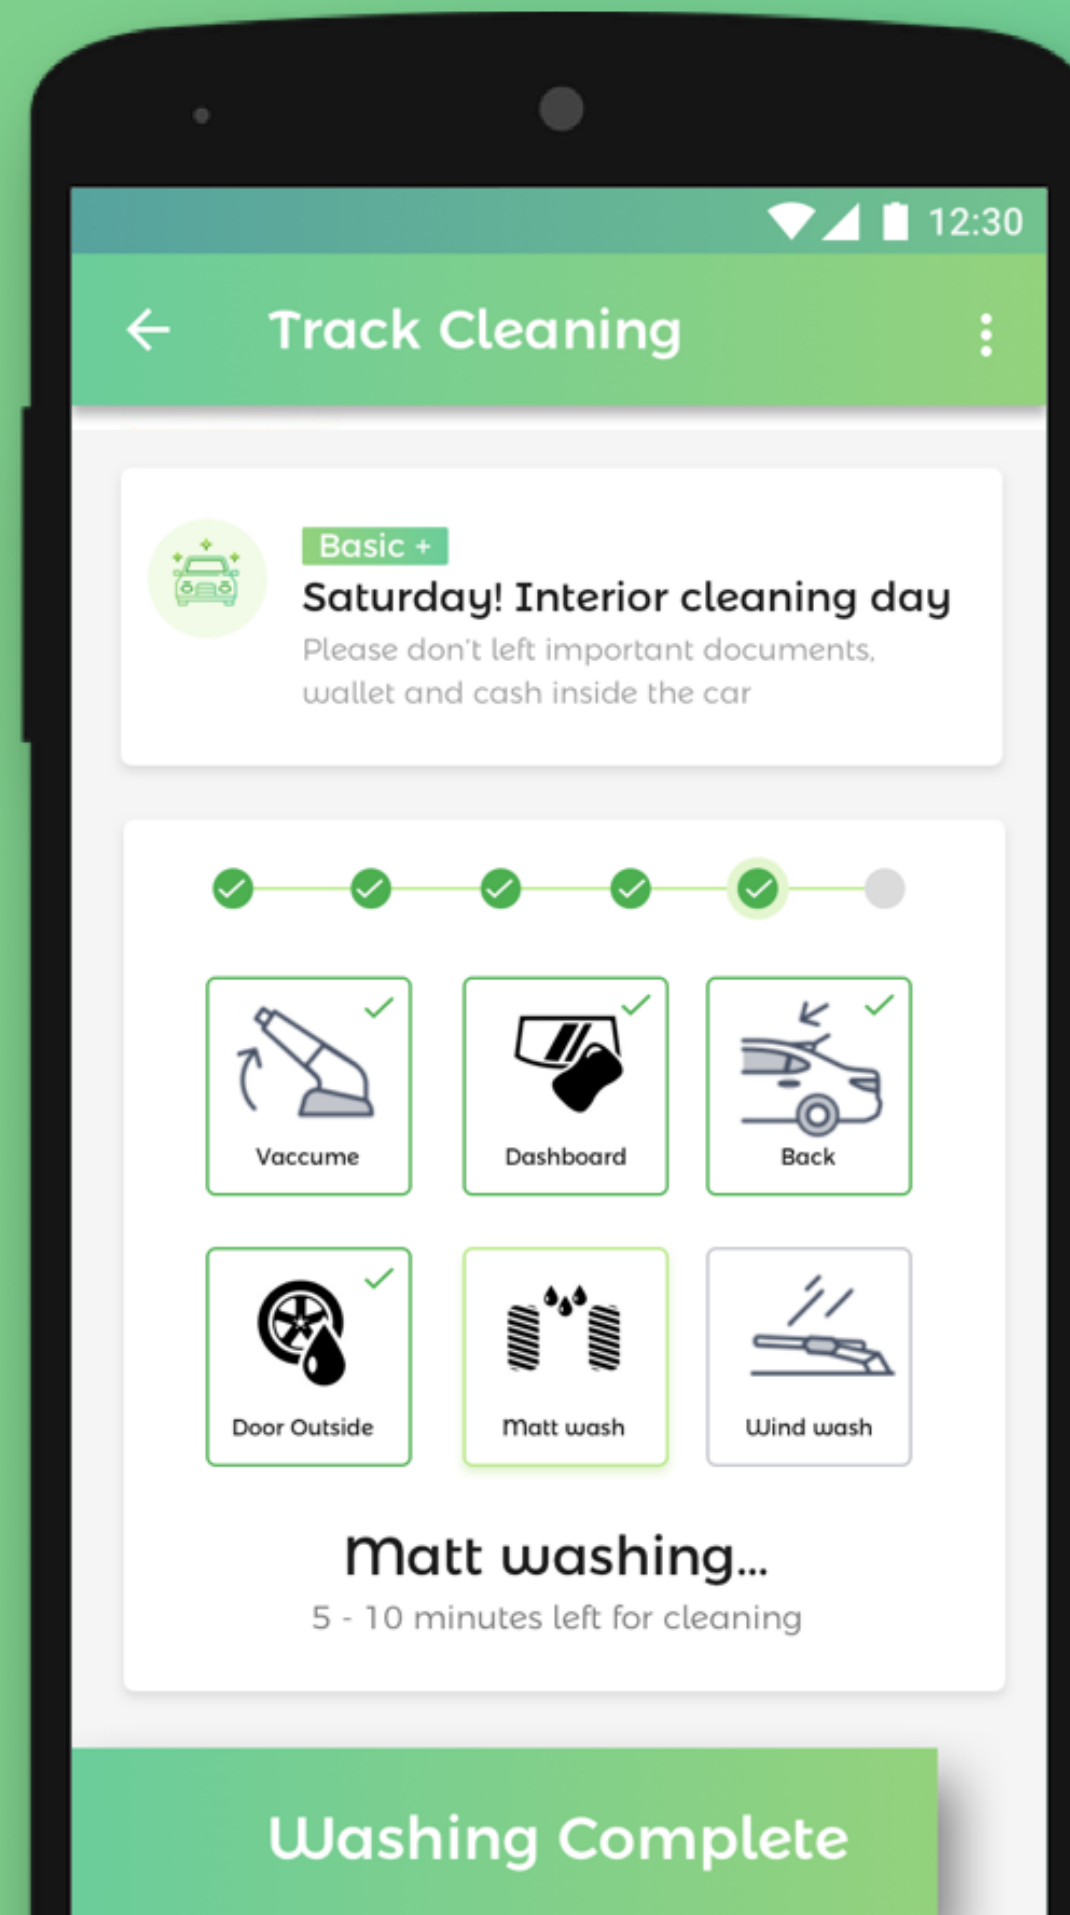 12:30
Track Cleaning
Basic +
Saturday! Interior cleaning day
Please don't left important documents,
wallet and cash inside the car
Vaccume
Dashboard
Back
Door Outside
Matt wash
Wind wash
Matt washing...
5 - 10 minutes left for cleaning
Washing Complete